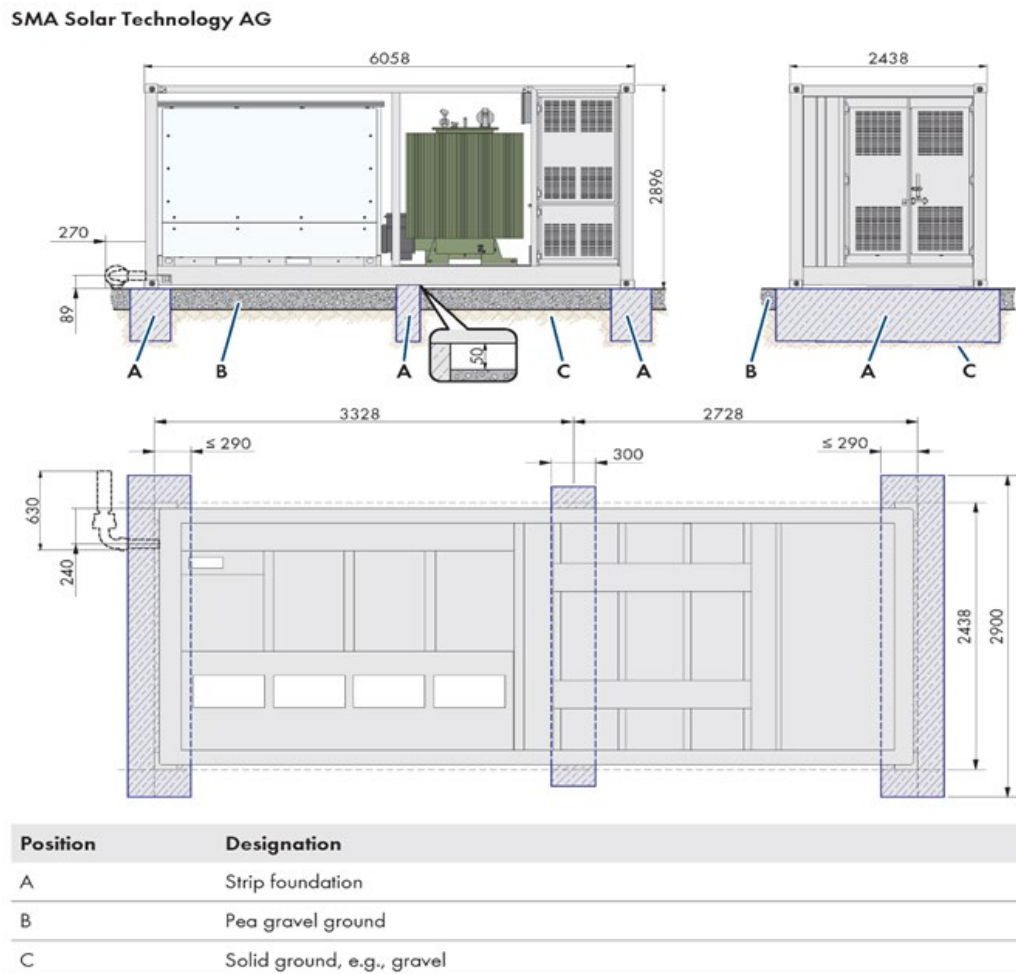 SMA Solar Technology AG
6058
2438
2896
270
89
50
A
B
A
C
A
B
A
C
3328
2728
≤ 290
300
≤ 290
630
240
2438
2900
Position Designation
A Strip foundation
B Pea gravel ground
C Solid ground, e.g., gravel